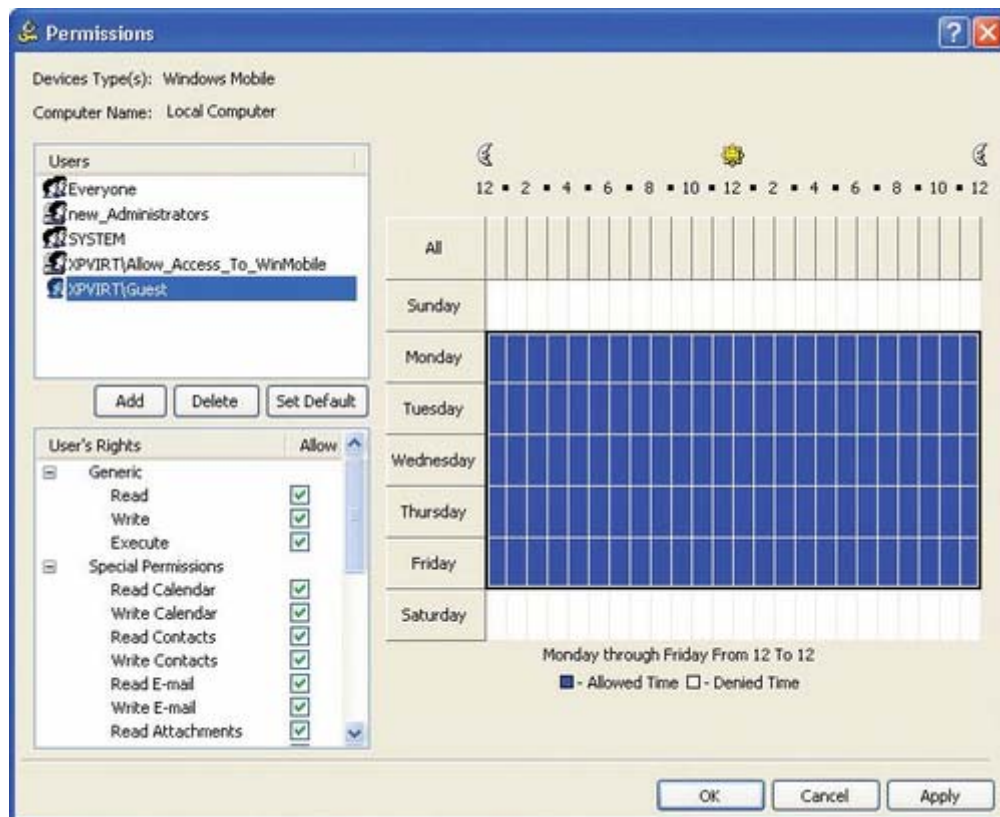 Permissions
Devices Type(s): Windows Mobile
Computer Name: Local Computer
Users
Everyone
new_Administrators
SYSTEM
XPVIRT\Allow_Access_To_WinMobile
XPVIRT\Guest
Add Delete Set Default
User's Rights Allow
Generic
Read
Write
Execute
Special Permissions
Read Calendar
Write Calendar
Read Contacts
Write Contacts
Read E-mail
Write E-mail
Read Attachments
12 ▪ 2 ▪ 4 ▪ 6 ▪ 8 ▪ 10 ▪ 12 ▪ 2 ▪ 4 ▪ 6 ▪ 8 ▪ 10 ▪ 12
All
Sunday
Monday
Tuesday
Wednesday
Thursday
Friday
Saturday
Monday through Friday From 12 To 12
- Allowed Time - Denied Time
OK Cancel Apply